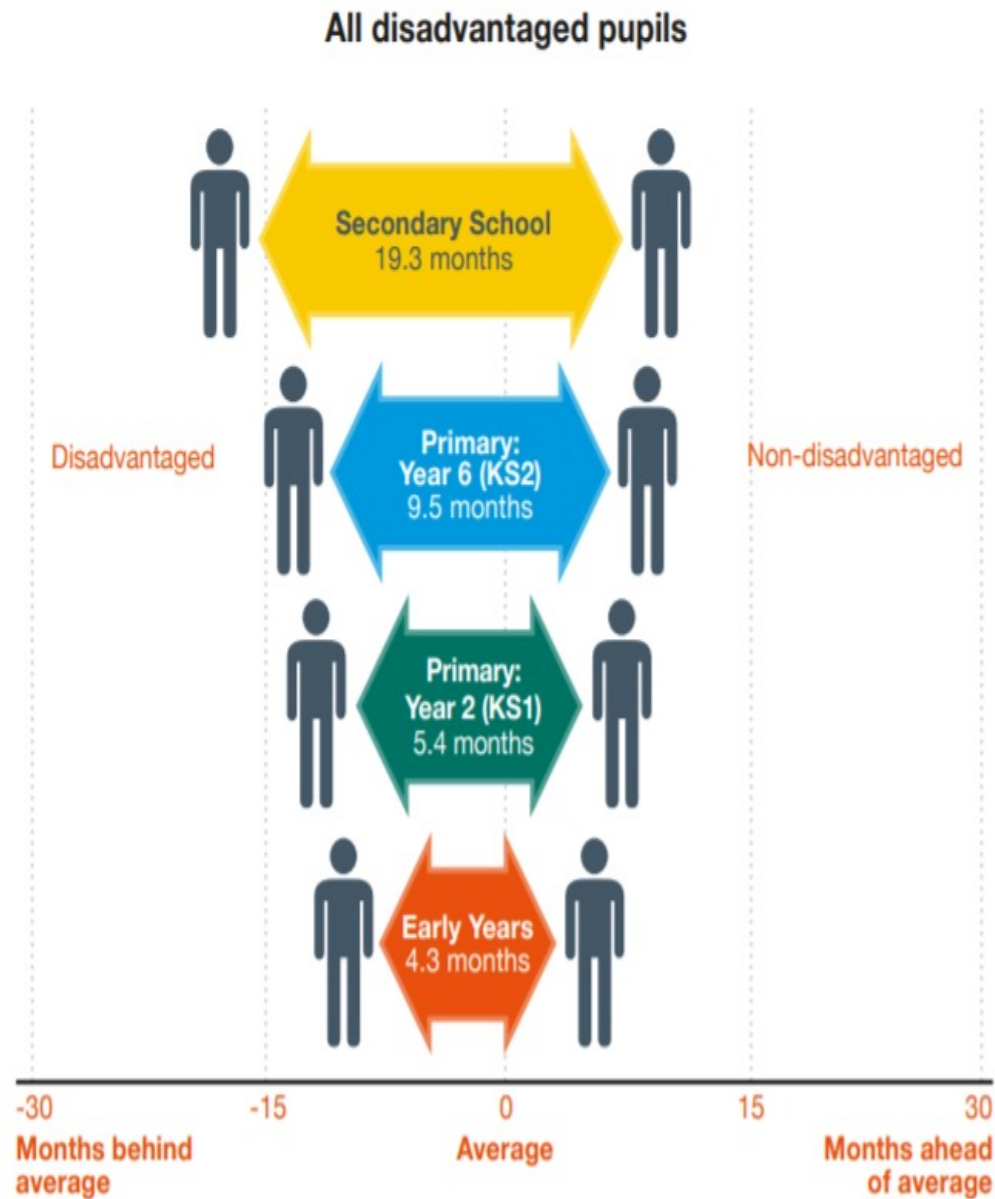 All disadvantaged pupils
Secondary School
19.3 months
Disadvantaged
Primary:
Year 6 (KS2)
9.5 months
Non-disadvantaged
Primary:
Year 2 (KS1)
5.4 months
Early Years
4.3 months
-30
-15
0
15
30
Months behind
average
Average
Months ahead
of average